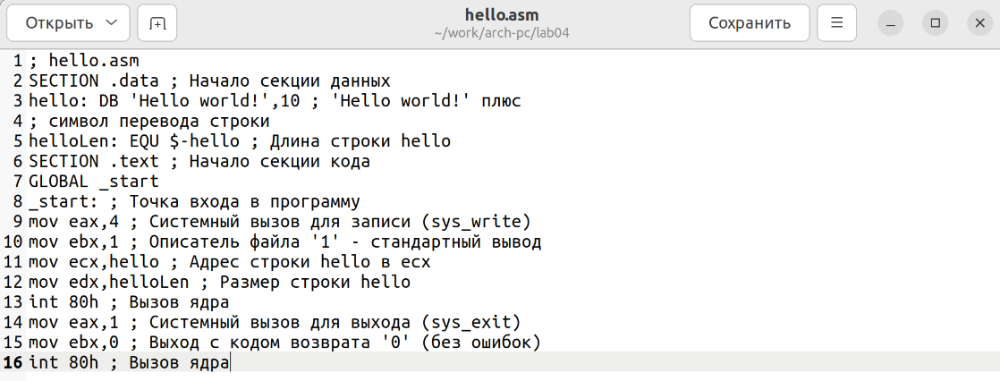 Открыть
hello.asm
~/work/arch-pc/lab04
Сохранить
1 ; hello.asm
2 SECTION .data ; Начало секции данных
3 hello: DB 'Hello world!',10 ; 'Hello world!' плюс
4 ; символ перевода строки
5 helloLen: EQU $-hello ; Длина строки hello
6 SECTION .text ; Начало секции кода
7 GLOBAL _start
8 _start: ; Точка входа в программу
9 mov eax,4 ; Системный вызов для записи (sys_write)
10 mov ebx,1 ; Описатель файла '1' - стандартный вывод
11 mov ecx,hello ; Адрес строки hello в ecx
12 mov edx,helloLen ; Размер строки hello
13 int 80h ; Вызов ядра
14 mov eax,1 ; Системный вызов для выхода (sys_exit)
15 mov ebx,0 ; Выход с кодом возврата '0' (без ошибок)
16 int 80h ; Вызов ядра